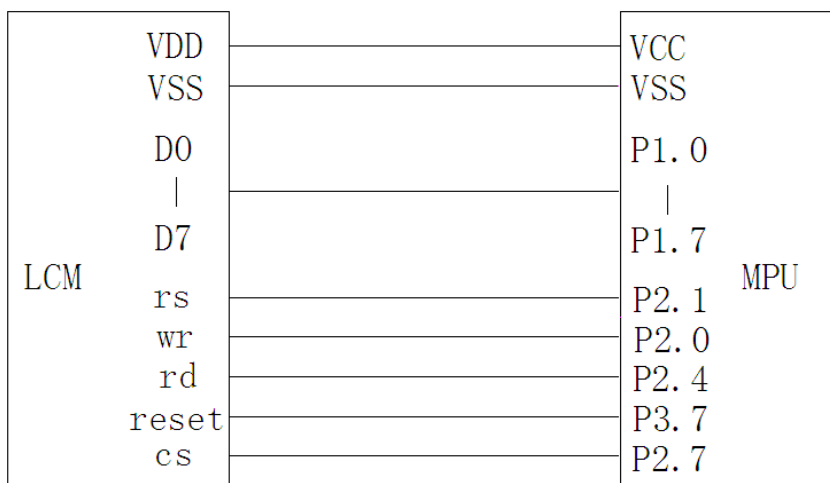 VDD VCC
VSS VSS
D0 P1.0
| |
D7 P1.7
LCM MPU
rs P2.1
wr P2.0
rd P2.4
reset P3.7
cs P2.7